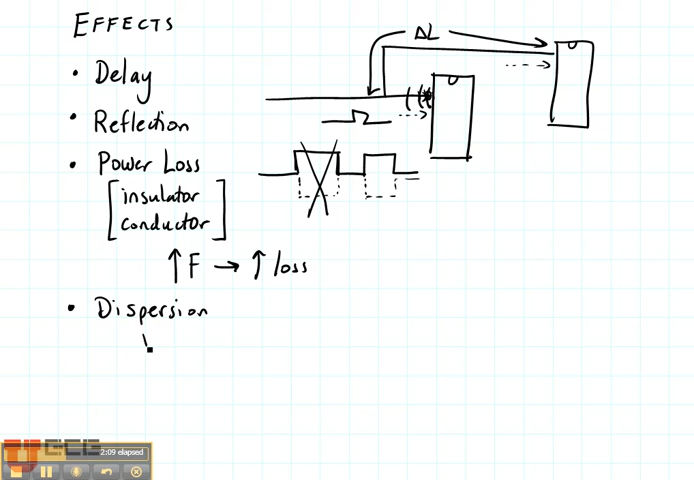 EFFECTS
ΔL
• Delay
• Reflection
• Power Loss
[insulator
conductor]
↑ F → ↑ loss
• Dispersion
2:09 elapsed